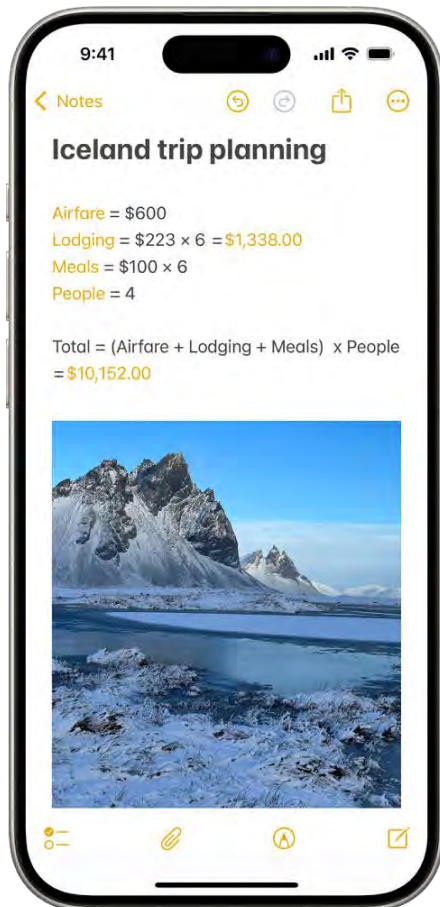 9:41
Notes
Iceland trip planning
Airfare = $600
Lodging = $223 × 6 =$1,338.00
Meals = $100 × 6
People = 4
Total = (Airfare + Lodging + Meals)  x People
=$10,152.00